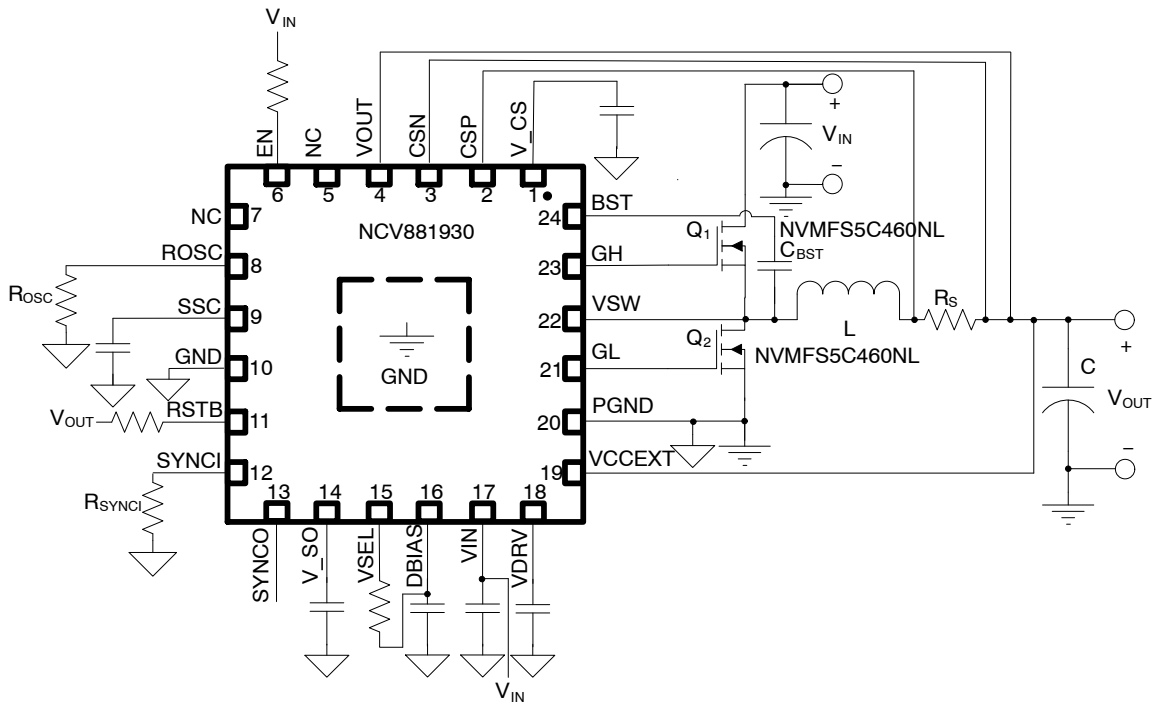 V_IN
EN
NC
VOUT
CSN
CSP
V_CS
6
5
4
3
2
1
+
V_IN
−
NC
7
ROSC
8
R_OSC
SSC
9
GND
10
V_OUT
RSTB
11
SYNCI
12
R_SYNCI
NCV881930
GND
24
BST
23
GH
22
VSW
21
GL
20
PGND
19
VCCEXT
Q1
NVMFS5C460NL
C_BST
L
R_S
Q2
NVMFS5C460NL
+
C
V_OUT
−
13
14
15
16
17
18
SYNCO
V_SO
VSEL
DBIAS
VIN
VDRV
V_IN